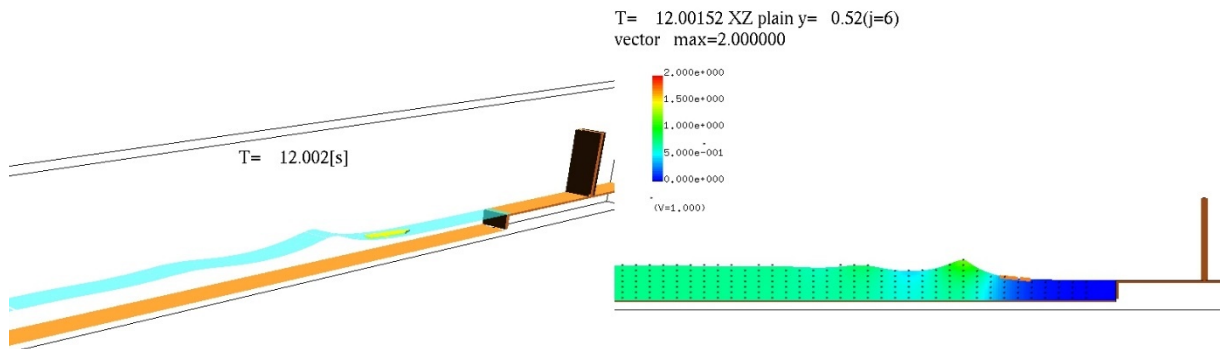 T= 12.002[s]
T= 12.00152 XZ plain y= 0.52(j=6)
vector max=2.000000
2.000e+000
1.500e+000
1.000e+000
5.000e-001
0.000e+000
(V=1.000)